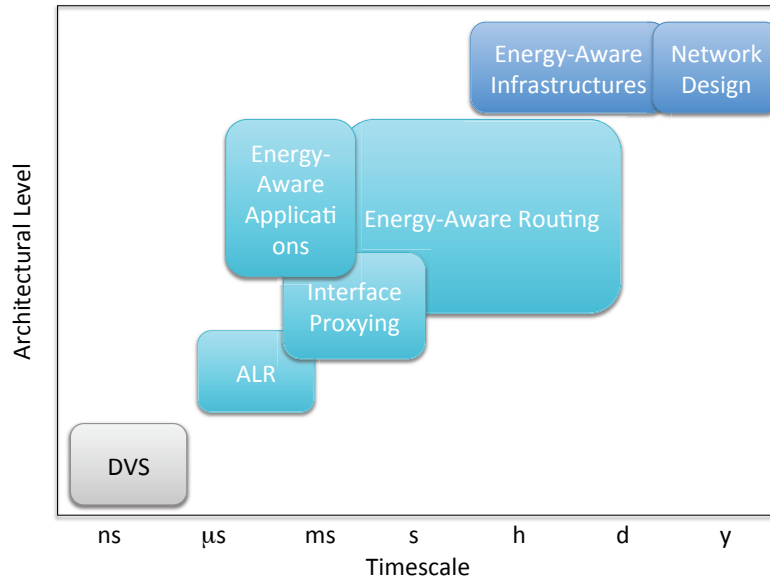 Energy-Aware
Infrastructures
Network
Design
Energy-
Aware
Applicati
ons
Energy-Aware Routing
Interface
Proxying
ALR
DVS
Architectural Level
ns μs ms s h d y
Timescale